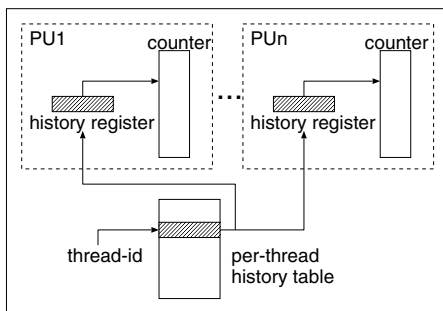 PU1
counter
history register
...
PUn
counter
history register
thread-id
per-thread
history table